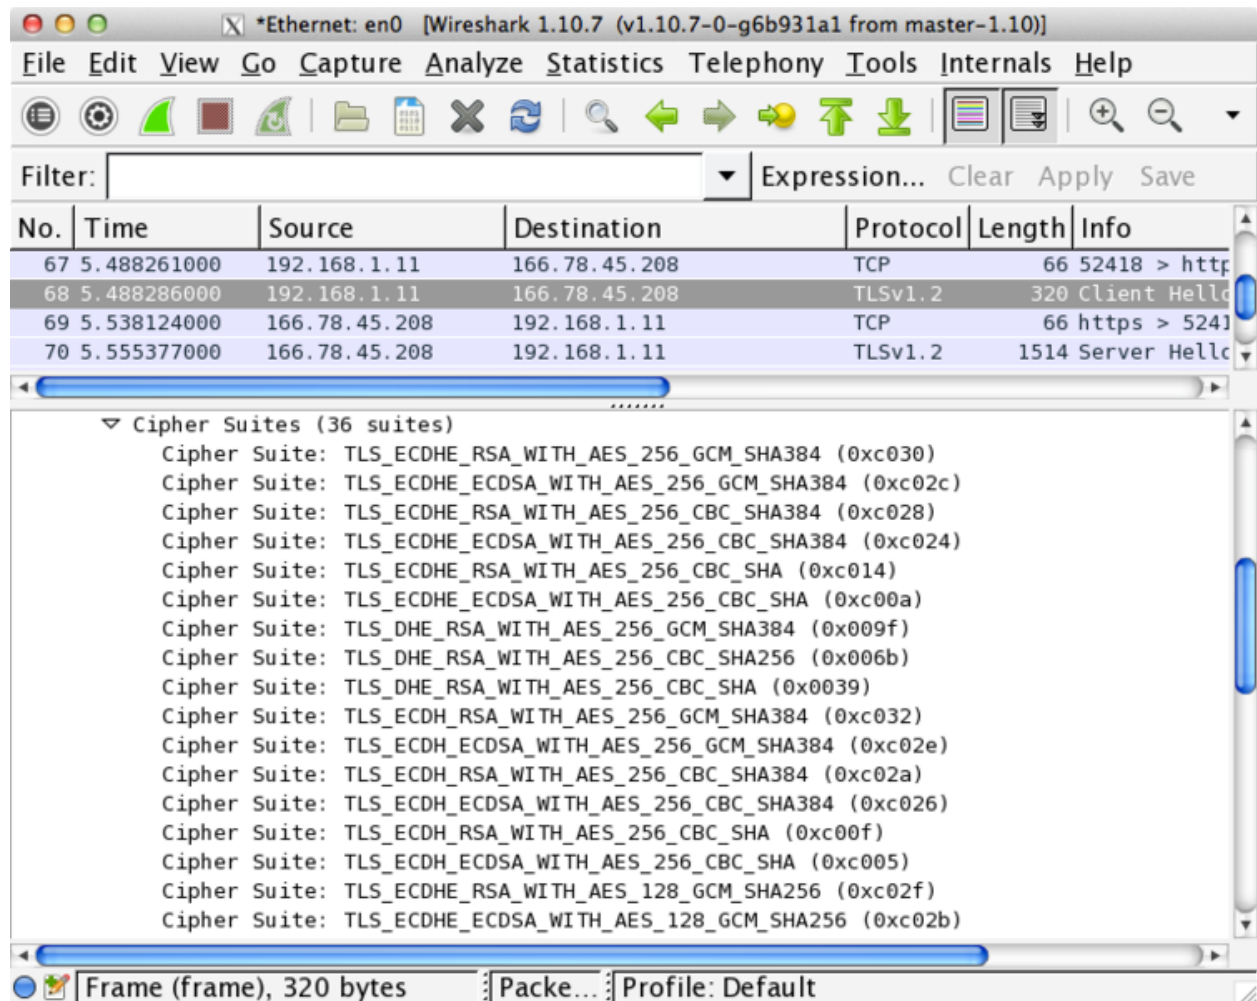 *Ethernet: en0 [Wireshark 1.10.7 (v1.10.7-0-g6b931a1 from master-1.10)]
File Edit View Go Capture Analyze Statistics Telephony Tools Internals Help
Filter: Expression... Clear Apply Save
No. Time Source Destination Protocol Length Info
67 5.488261000 192.168.1.11 166.78.45.208 TCP 66 52418 > http
68 5.488286000 192.168.1.11 166.78.45.208 TLSv1.2 320 Client Hello
69 5.538124000 166.78.45.208 192.168.1.11 TCP 66 https > 5241
70 5.555377000 166.78.45.208 192.168.1.11 TLSv1.2 1514 Server Hello
Cipher Suites (36 suites)
Cipher Suite: TLS_ECDHE_RSA_WITH_AES_256_GCM_SHA384 (0xc030)
Cipher Suite: TLS_ECDHE_ECDSA_WITH_AES_256_GCM_SHA384 (0xc02c)
Cipher Suite: TLS_ECDHE_RSA_WITH_AES_256_CBC_SHA384 (0xc028)
Cipher Suite: TLS_ECDHE_ECDSA_WITH_AES_256_CBC_SHA384 (0xc024)
Cipher Suite: TLS_ECDHE_RSA_WITH_AES_256_CBC_SHA (0xc014)
Cipher Suite: TLS_ECDHE_ECDSA_WITH_AES_256_CBC_SHA (0xc00a)
Cipher Suite: TLS_DHE_RSA_WITH_AES_256_GCM_SHA384 (0x009f)
Cipher Suite: TLS_DHE_RSA_WITH_AES_256_CBC_SHA256 (0x006b)
Cipher Suite: TLS_DHE_RSA_WITH_AES_256_CBC_SHA (0x0039)
Cipher Suite: TLS_ECDH_RSA_WITH_AES_256_GCM_SHA384 (0xc032)
Cipher Suite: TLS_ECDH_ECDSA_WITH_AES_256_GCM_SHA384 (0xc02e)
Cipher Suite: TLS_ECDH_RSA_WITH_AES_256_CBC_SHA384 (0xc02a)
Cipher Suite: TLS_ECDH_ECDSA_WITH_AES_256_CBC_SHA384 (0xc026)
Cipher Suite: TLS_ECDH_RSA_WITH_AES_256_CBC_SHA (0xc00f)
Cipher Suite: TLS_ECDH_ECDSA_WITH_AES_256_CBC_SHA (0xc005)
Cipher Suite: TLS_ECDHE_RSA_WITH_AES_128_GCM_SHA256 (0xc02f)
Cipher Suite: TLS_ECDHE_ECDSA_WITH_AES_128_GCM_SHA256 (0xc02b)
Frame (frame), 320 bytes Packe... Profile: Default